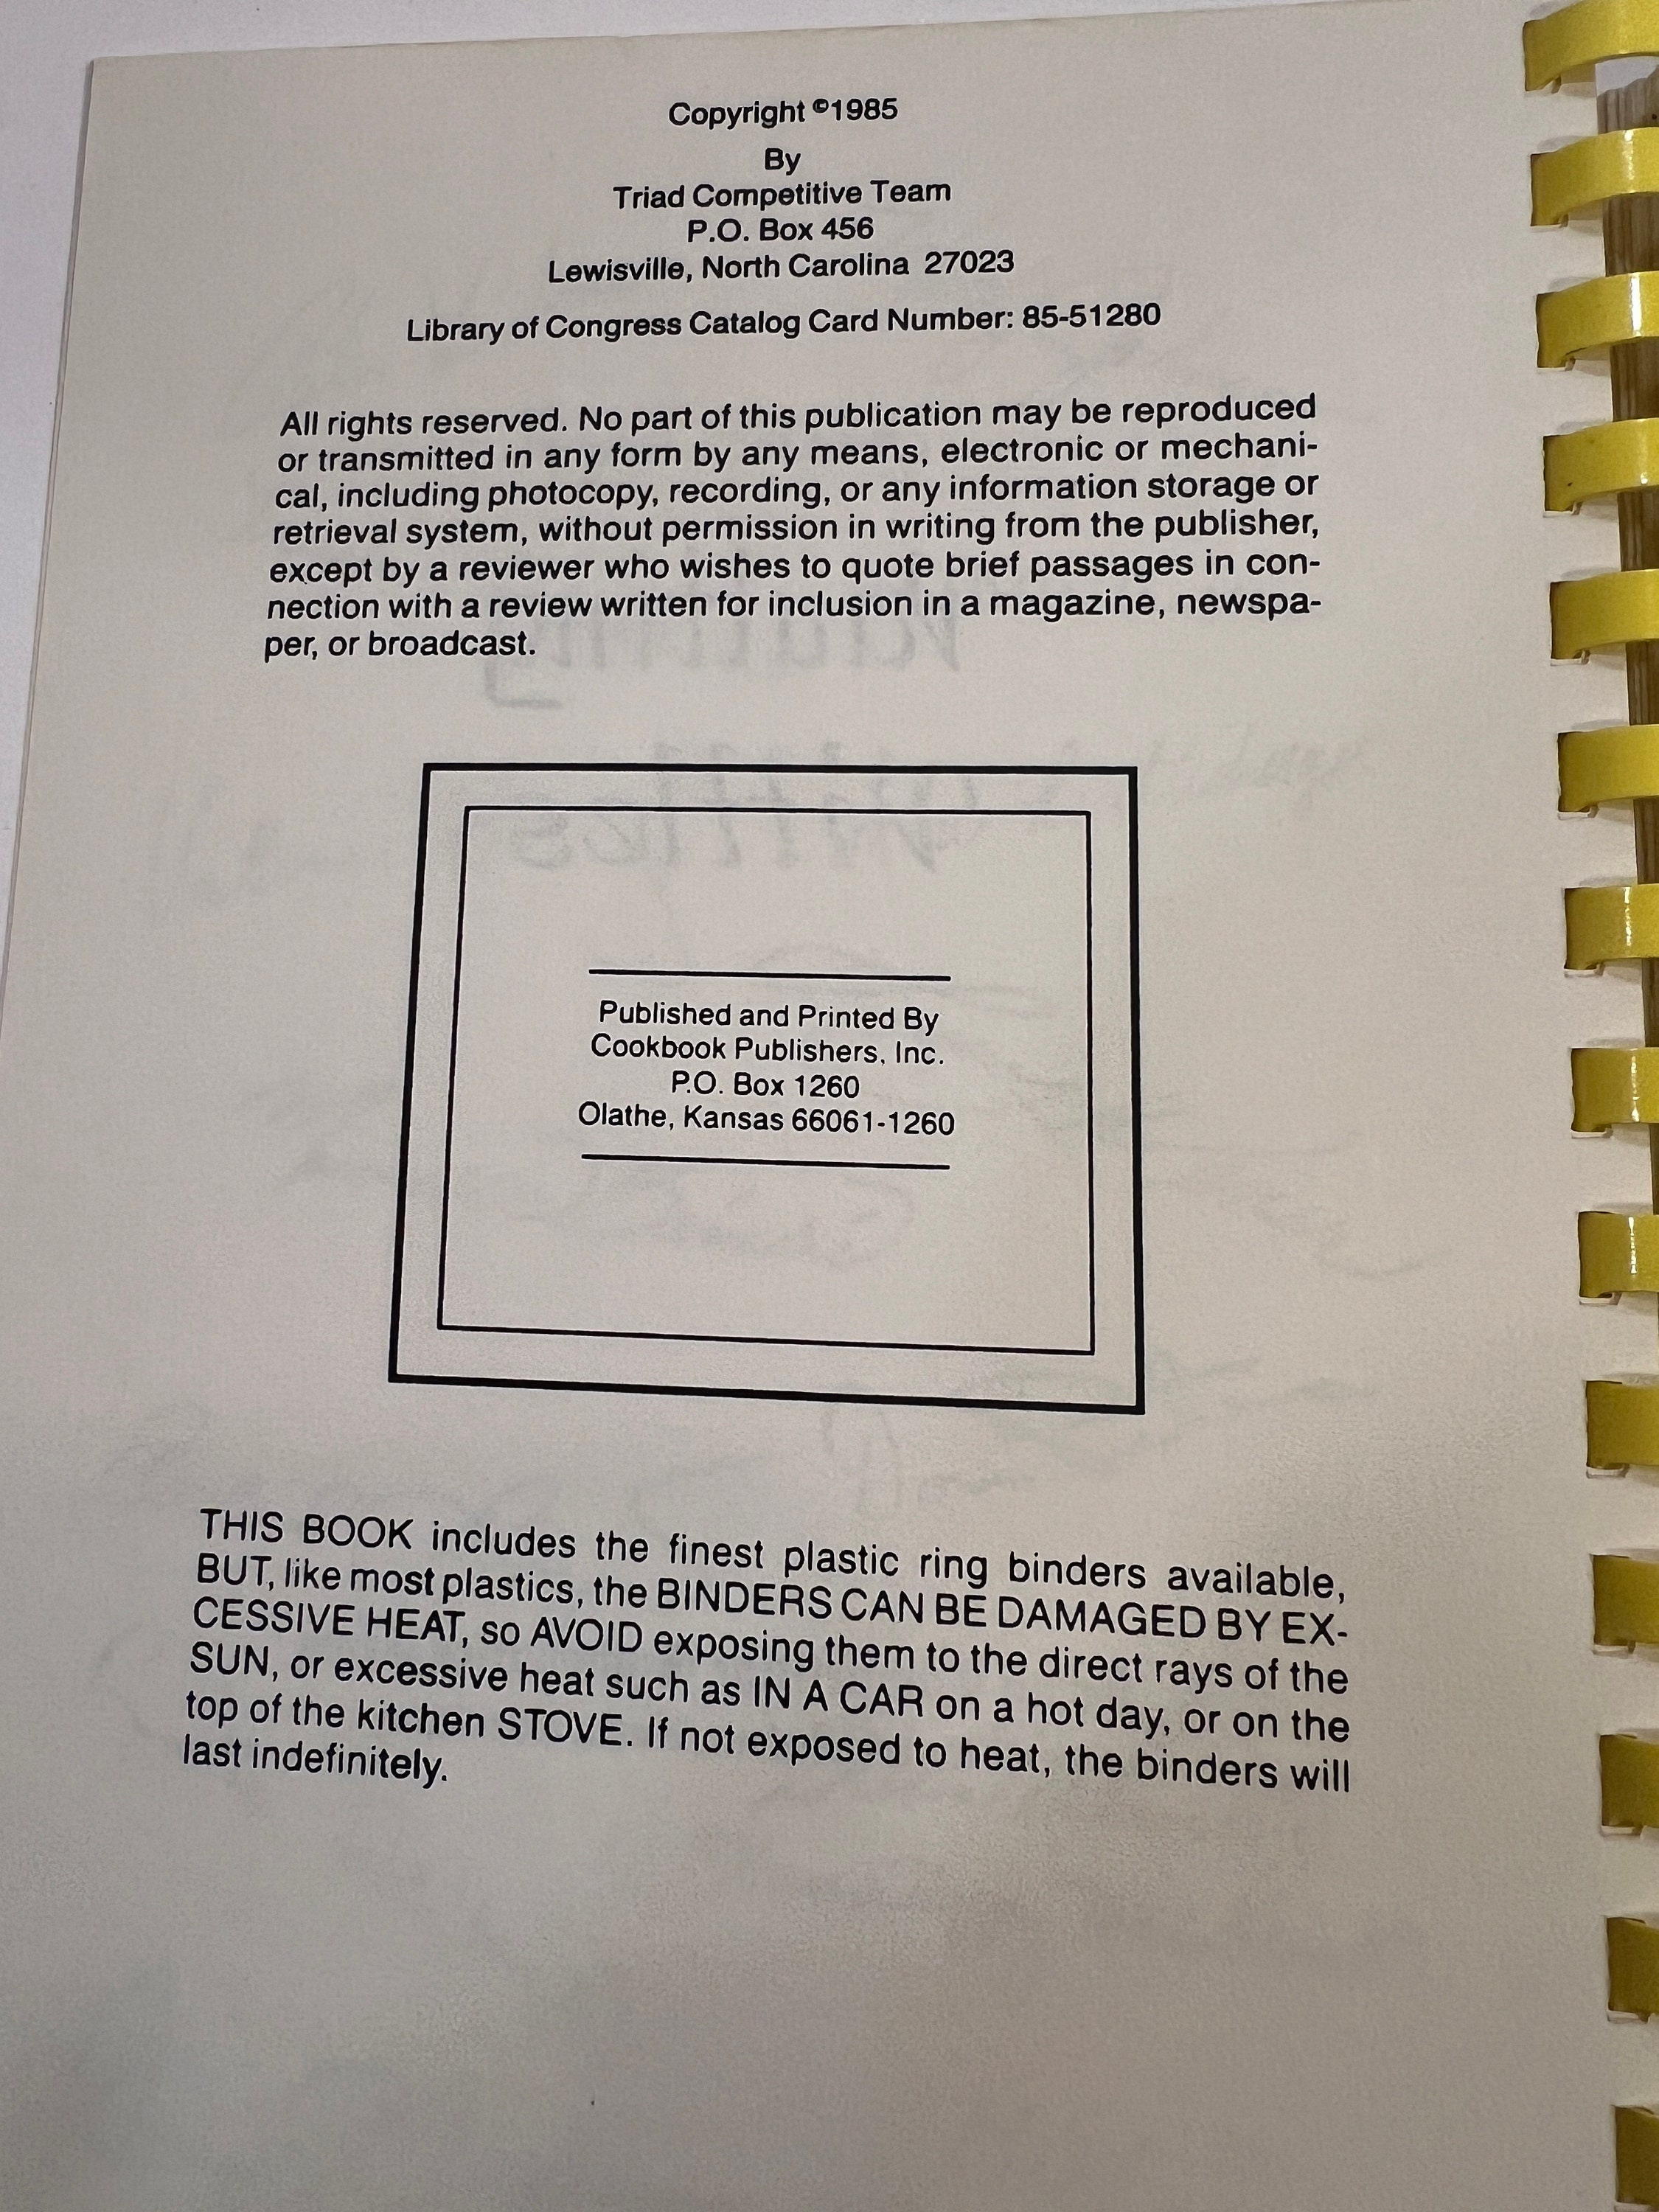 Copyright ©1985
By
Triad Competitive Team
P.O. Box 456
Lewisville, North Carolina 27023
Library of Congress Catalog Card Number: 85-51280
All rights reserved. No part of this publication may be reproduced
or transmitted in any form by any means, electronic or mechani-
cal, including photocopy, recording, or any information storage or
retrieval system, without permission in writing from the publisher,
except by a reviewer who wishes to quote brief passages in con-
nection with a review written for inclusion in a magazine, newspa-
per, or broadcast.
Published and Printed By
Cookbook Publishers, Inc.
P.O. Box 1260
Olathe, Kansas 66061-1260
THIS BOOK includes the finest plastic ring binders available,
BUT, like most plastics, the BINDERS CAN BE DAMAGED BY EX-
CESSIVE HEAT, so AVOID exposing them to the direct rays of the
SUN, or excessive heat such as IN A CAR on a hot day, or on the
top of the kitchen STOVE. If not exposed to heat, the binders will
last indefinitely.